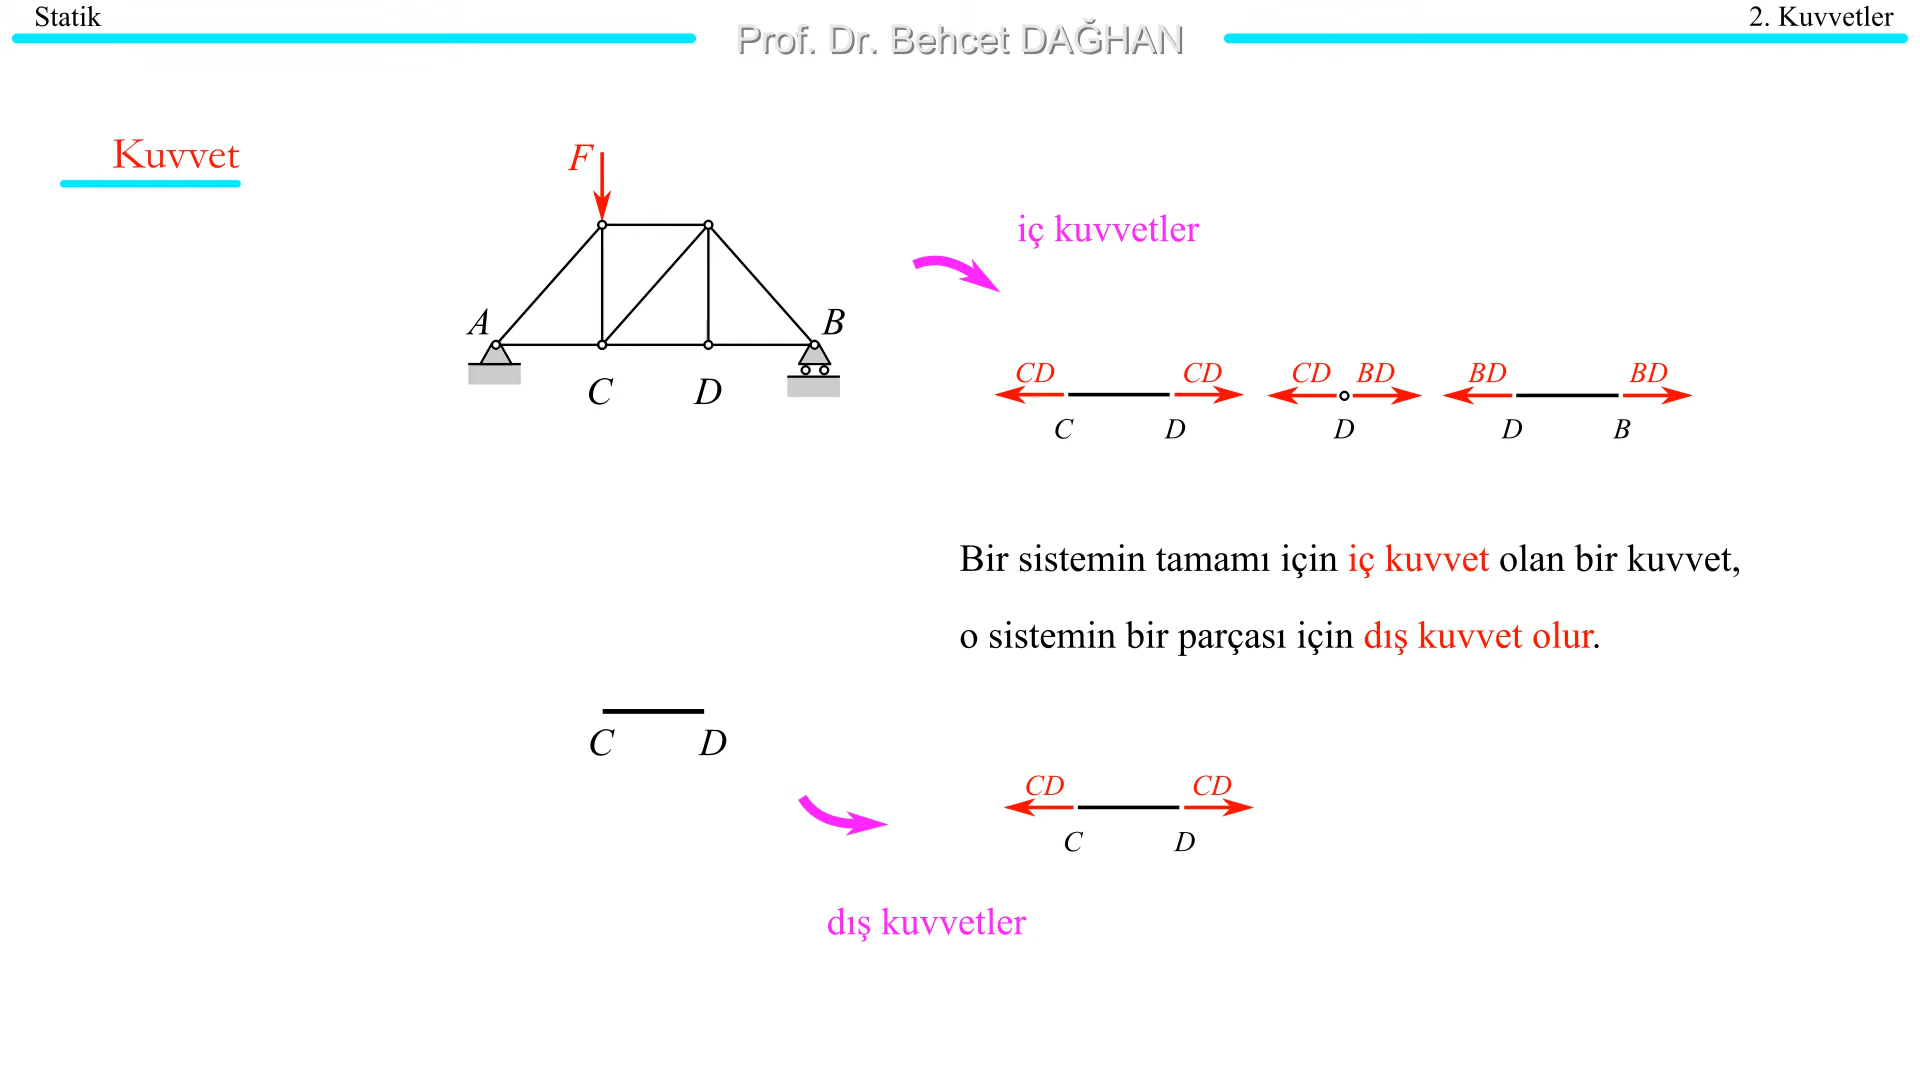 Statik
Prof. Dr. Behcet DAĞHAN
2. Kuvvetler
Kuvvet
F
A
B
C
D
iç kuvvetler
CD
CD
CD
BD
BD
BD
C
D
D
D
B
Bir sistemin tamamı için iç kuvvet olan bir kuvvet,
o sistemin bir parçası için dış kuvvet olur.
C
D
CD
CD
C
D
dış kuvvetler